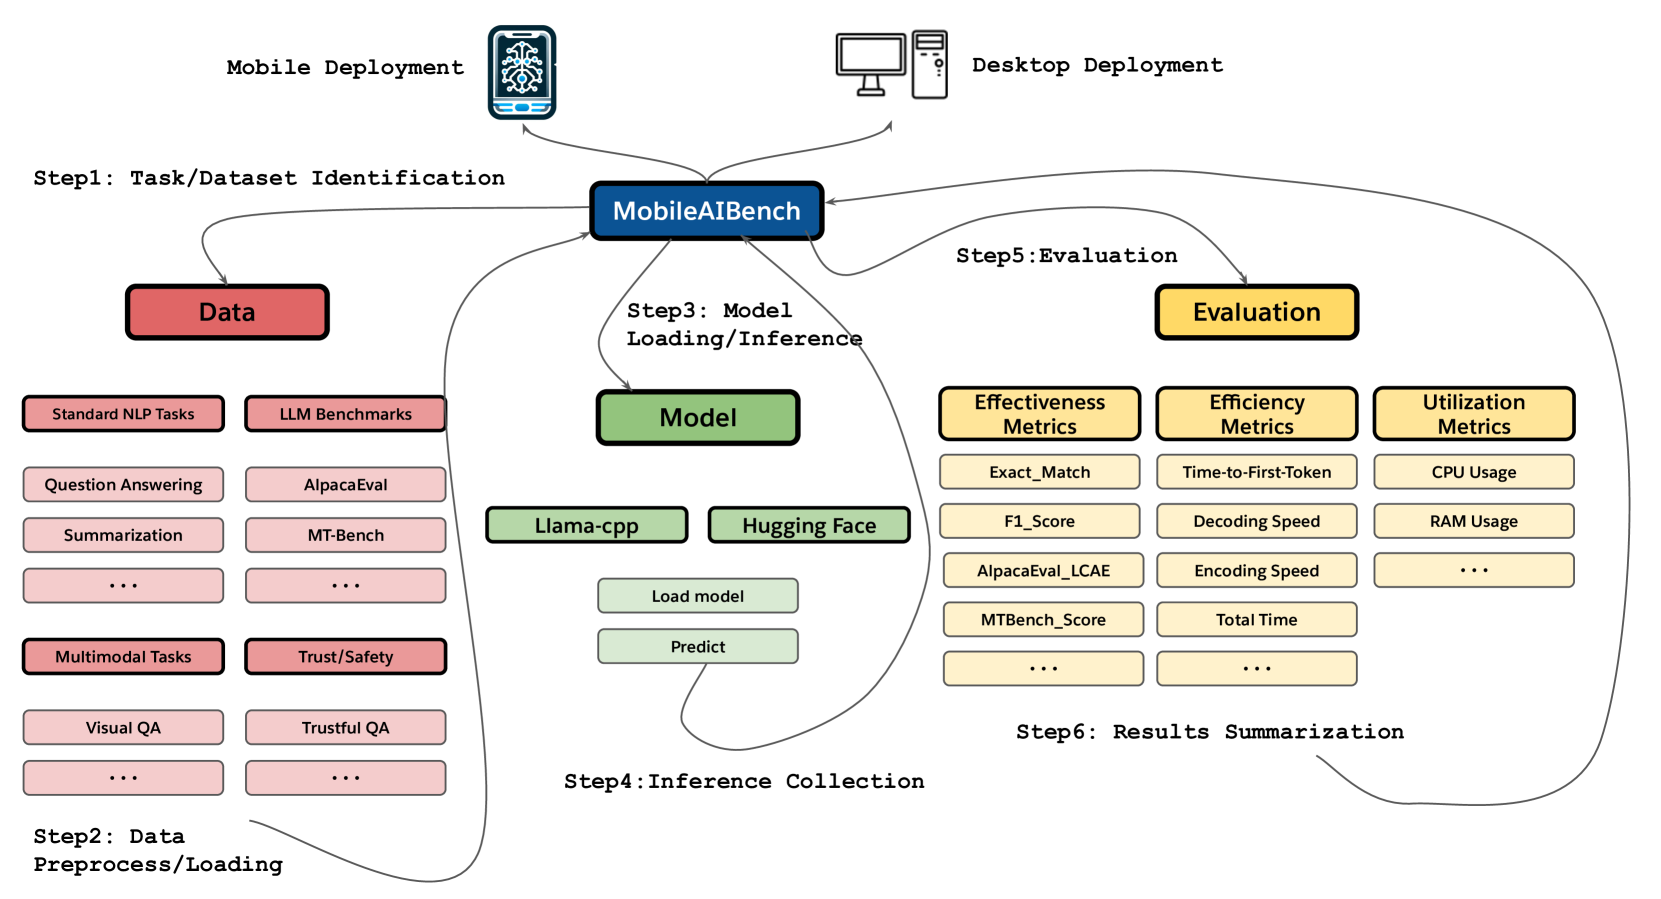 Mobile Deployment
Desktop Deployment
Step1: Task/Dataset Identification
MobileAIBench
Step5:Evaluation
Data
Step3: Model
Loading/Inference
Evaluation
Standard NLP Tasks
LLM Benchmarks
Question Answering
AlpacaEval
Summarization
MT-Bench
...
...
Multimodal Tasks
Trust/Safety
Visual QA
Trustful QA
...
...
Step2: Data
Preprocess/Loading
Model
Llama-cpp
Hugging Face
Load model
Predict
Step4:Inference Collection
Effectiveness
Metrics
Efficiency
Metrics
Utilization
Metrics
Exact_Match
Time-to-First-Token
CPU Usage
F1_Score
Decoding Speed
RAM Usage
AlpacaEval_LCAE
Encoding Speed
...
MTBench_Score
Total Time
...
...
Step6: Results Summarization